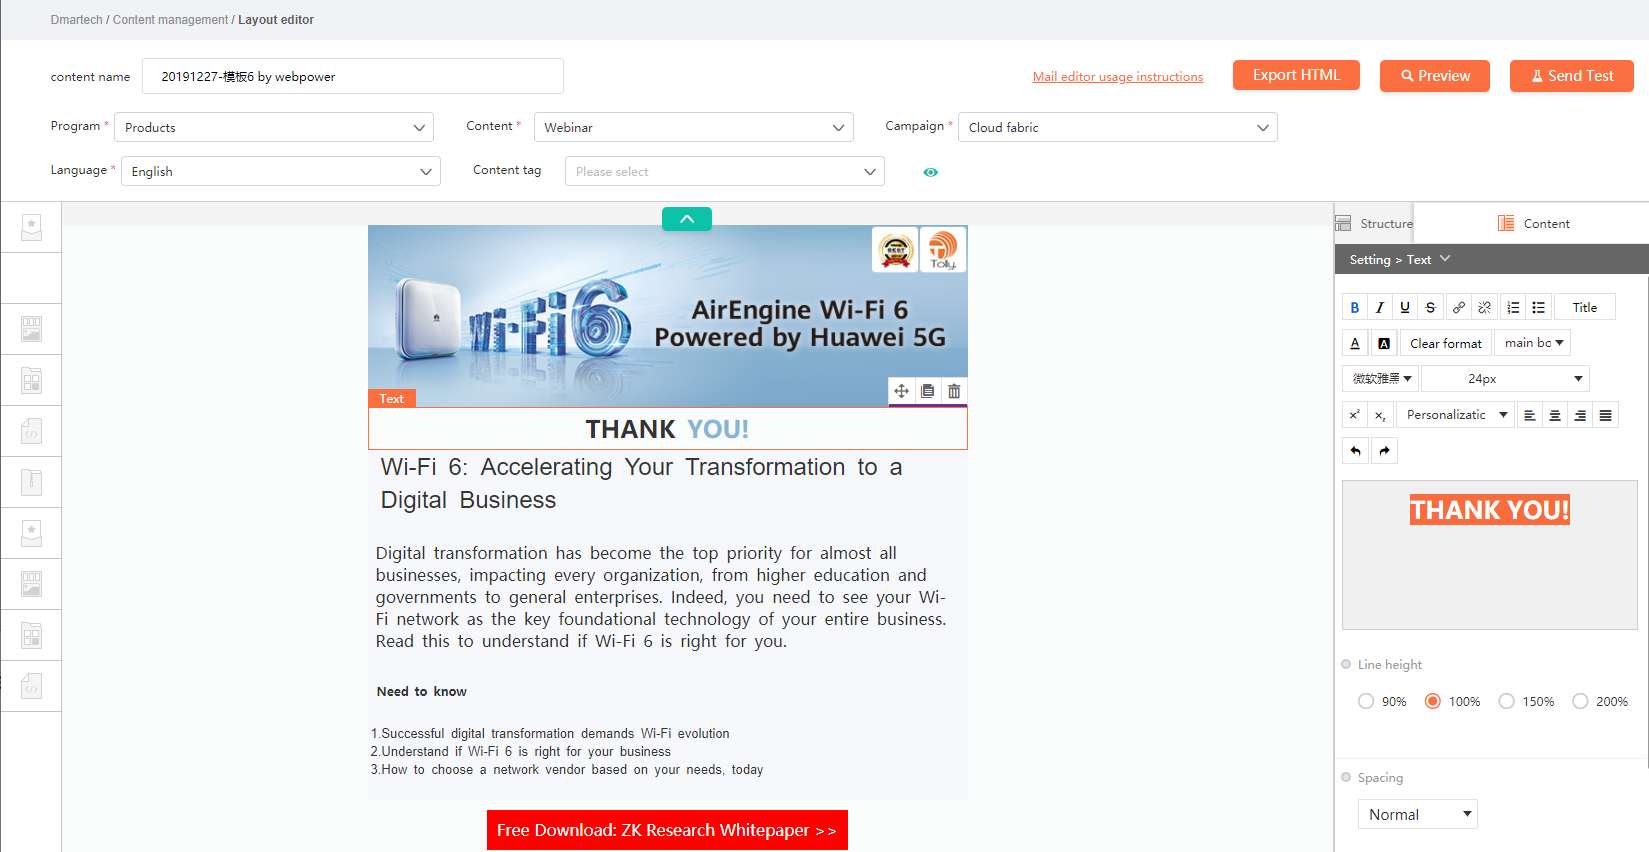 Dmartech / Content management / Layout editor
content name
20191227-模板6 by webpower
Mail editor usage instructions
Export HTML
Preview
Send Test
Program *
Products
Content *
Webinar
Campaign *
Cloud fabric
Language *
English
Content tag
Please select
Structure
Content
Setting > Text
BEST
Tolly.
Wi-Fi 6
AirEngine Wi-Fi 6
Powered by Huawei 5G
Text
THANK YOU!
Wi-Fi 6: Accelerating Your Transformation to a
Digital Business
Digital transformation has become the top priority for almost all
businesses, impacting every organization, from higher education and
governments to general enterprises. Indeed, you need to see your Wi-
Fi network as the key foundational technology of your entire business.
Read this to understand if Wi-Fi 6 is right for you.
Need to know
1.Successful digital transformation demands Wi-Fi evolution
2.Understand if Wi-Fi 6 is right for your business
3.How to choose a network vendor based on your needs, today
Free Download: ZK Research Whitepaper >>
B I U S Title
A A Clear format main bo
微软雅黑 24px
x² x₂ Personalizatic
THANK YOU!
Line height
90% 100% 150% 200%
Spacing
Normal